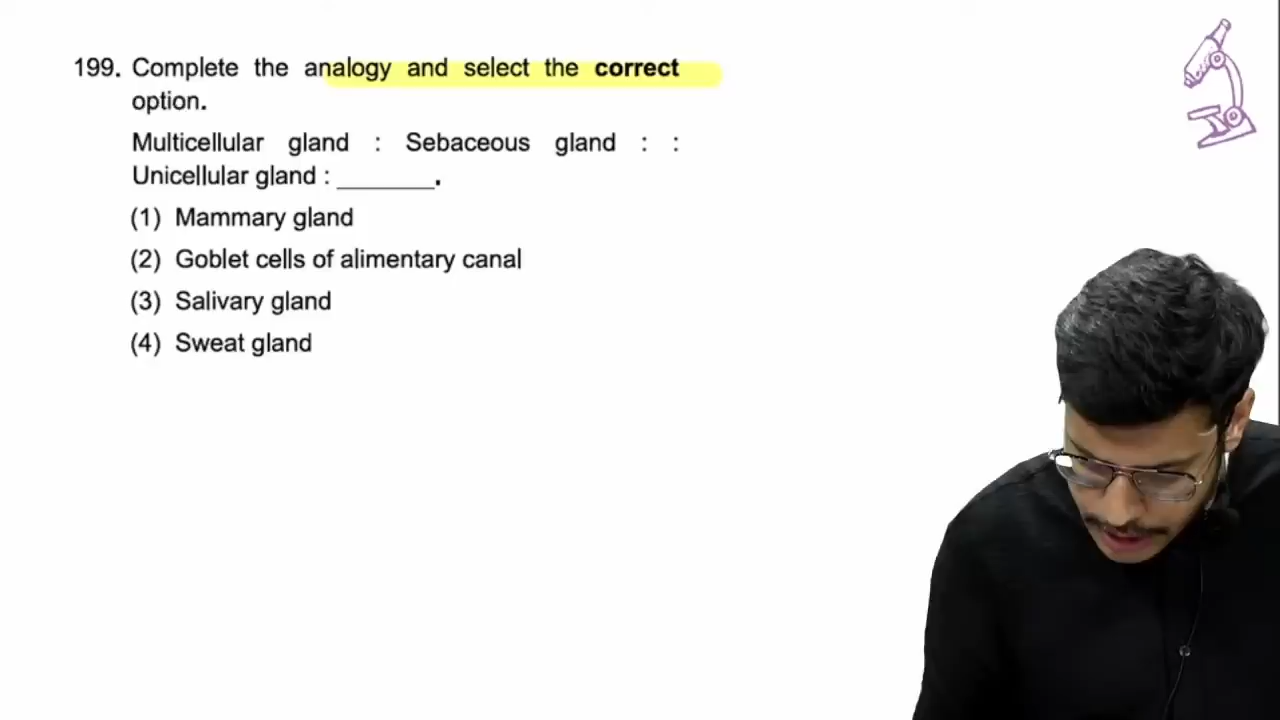 199. Complete the analogy and select the correct
option.
Multicellular gland : Sebaceous gland : :
Unicellular gland : _______.
(1) Mammary gland
(2) Goblet cells of alimentary canal
(3) Salivary gland
(4) Sweat gland